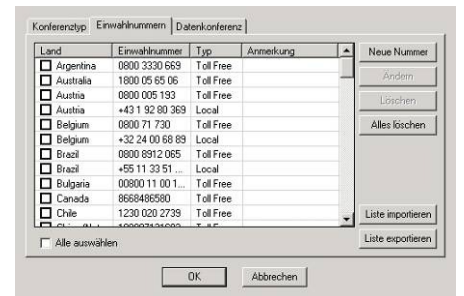 Konferenztyp Einwahlnummern Datenkonferenz
Land Einwahlnummer Typ Anmerkung
Argentina 0800 3330 669 Toll Free
Australia 1800 05 65 06 Toll Free
Austria 0800 005 193 Toll Free
Austria +43 1 92 80 369 Local
Belgium 0800 71 730 Toll Free
Belgium +32 24 00 68 89 Local
Brazil 0800 8912 065 Toll Free
Brazil +55 11 33 51 ... Local
Bulgaria 00800 11 00 1... Toll Free
Canada 8668486580 Toll Free
Chile 1230 020 2739 Toll Free
Alle auswählen
Neue Nummer
Ändern
Löschen
Alles löschen
Liste importieren
Liste exportieren
OK Abbrechen